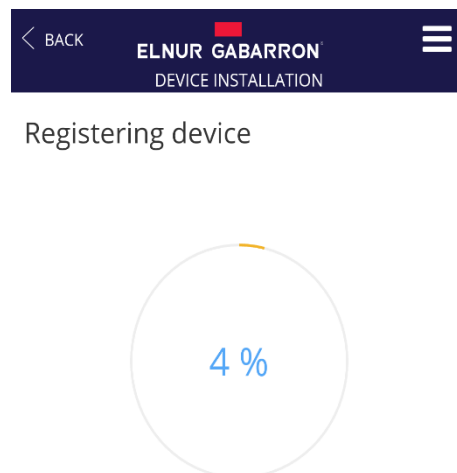 BACK
ELNUR GABARRON
DEVICE INSTALLATION
Registering device
4 %